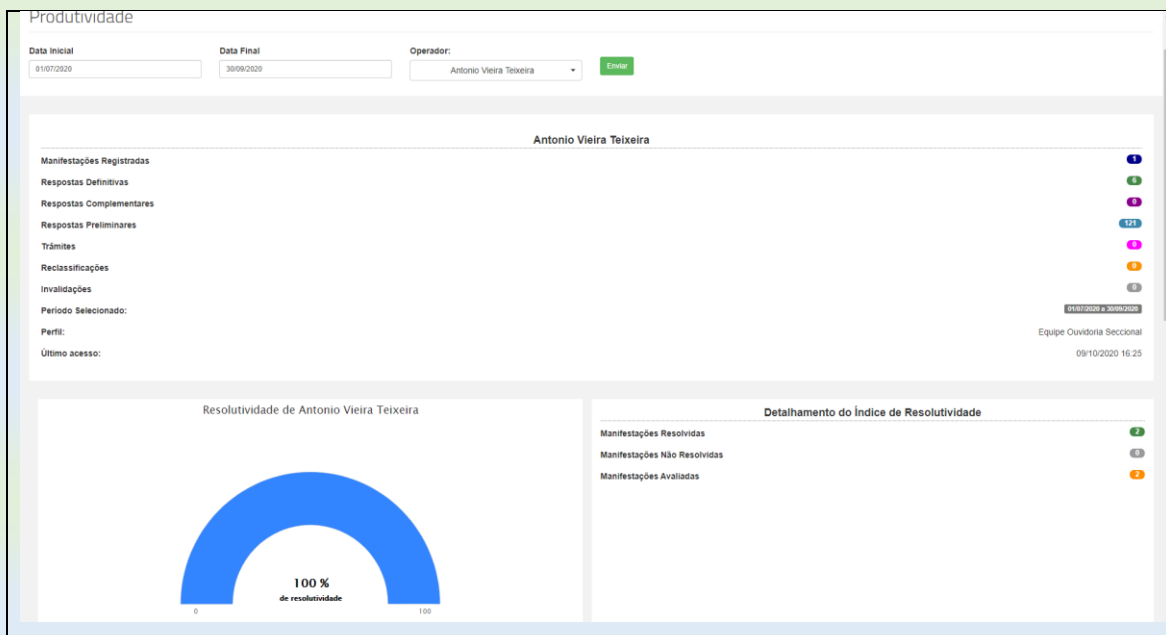 Produtividade
Data Inicial Data Final Operador:
01/07/2020 30/09/2020 Antonio Vieira Teixeira Enviar
Antonio Vieira Teixeira
Manifestações Registradas 1
Respostas Definitivas 6
Respostas Complementares 0
Respostas Preliminares 121
Trâmites 0
Reclassificações 0
Invalidações 0
Período Selecionado: 01/07/2020 a 30/09/2020
Perfil: Equipe Ouvidoria Seccional
Último acesso: 09/10/2020 16:25
Resolutividade de Antonio Vieira Teixeira
100 %
de resolutividade
0 100
Detalhamento do Índice de Resolutividade
Manifestações Resolvidas 2
Manifestações Não Resolvidas 0
Manifestações Avaliadas 2